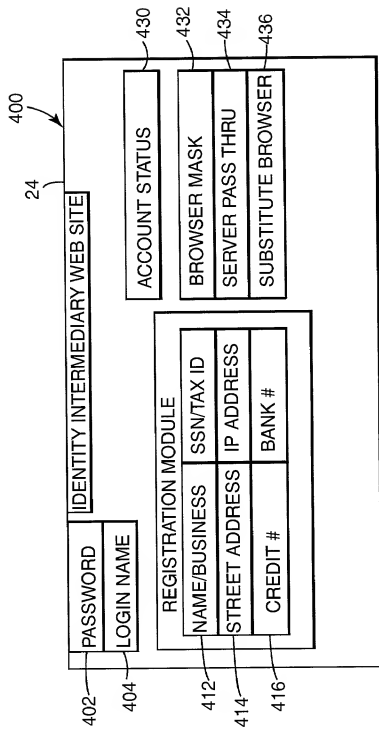 400
24
IDENTITY INTERMEDIARY WEB SITE
402
PASSWORD
404
LOGIN NAME
ACCOUNT STATUS
430
REGISTRATION MODULE
412
NAME/BUSINESS SSN/TAX ID
414
STREET ADDRESS IP ADDRESS
416
CREDIT # BANK #
BROWSER MASK
432
SERVER PASS THRU
434
SUBSTITUTE BROWSER
436